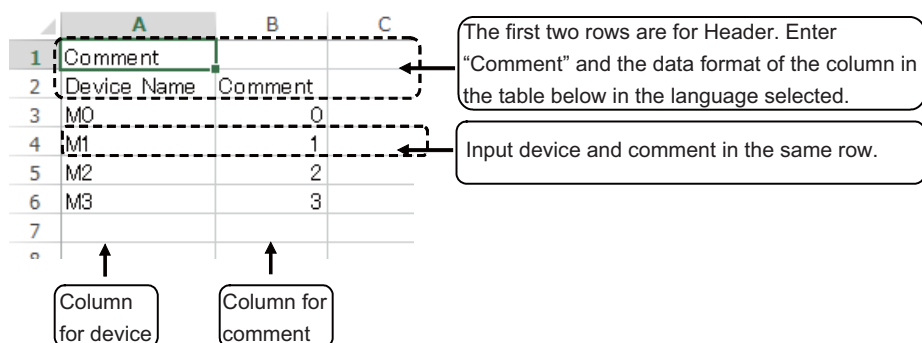 A B C
1 Comment
2 Device Name Comment
3 M0 0
4 M1 1
5 M2 2
6 M3 3
7
The first two rows are for Header. Enter
“Comment” and the data format of the column in
the table below in the language selected.
Input device and comment in the same row.
Column
for device
Column for
comment